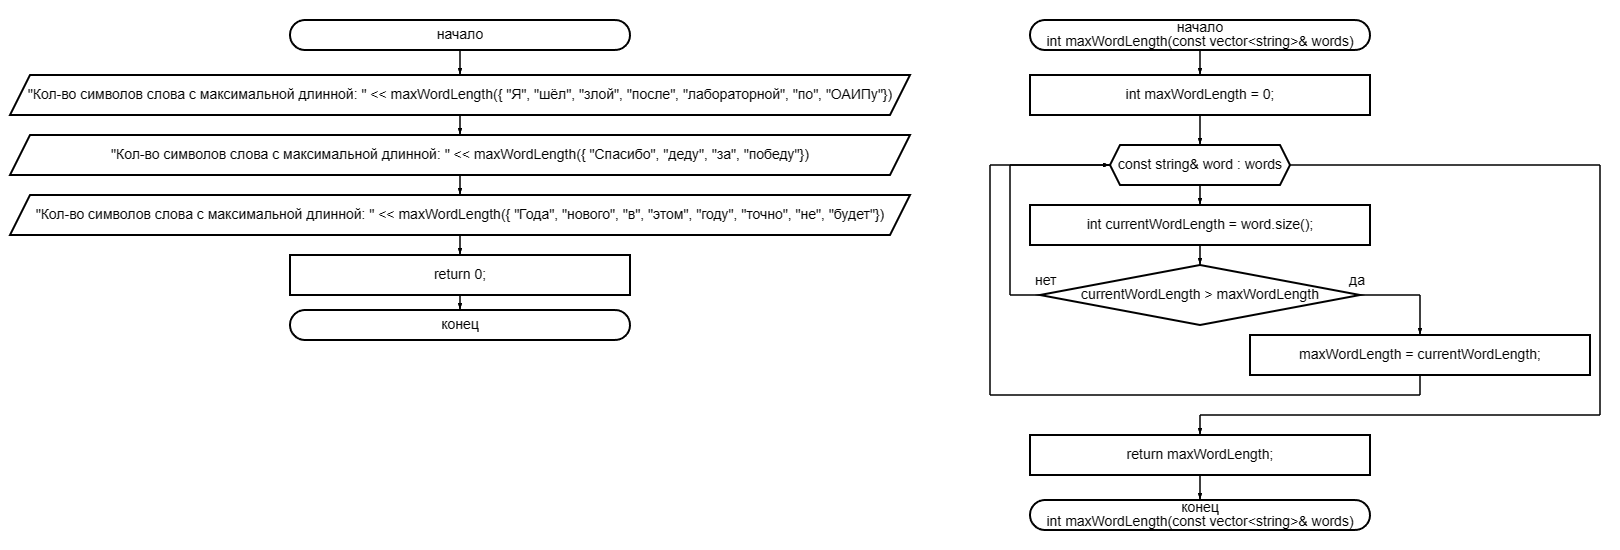 начало
"Кол-во символов слова с максимальной длинной: " << maxWordLength({ "Я", "шёл", "злой", "после", "лабораторной", "по", "ОАИПу"})
"Кол-во символов слова с максимальной длинной: " << maxWordLength({ "Спасибо", "деду", "за", "победу"})
"Кол-во символов слова с максимальной длинной: " << maxWordLength({ "Года", "нового", "в", "этом", "году", "точно", "не", "будет"})
return 0;
конец
начало
int maxWordLength(const vector<string>& words)
int maxWordLength = 0;
const string& word : words
int currentWordLength = word.size();
нет
currentWordLength > maxWordLength
да
maxWordLength = currentWordLength;
return maxWordLength;
конец
int maxWordLength(const vector<string>& words)